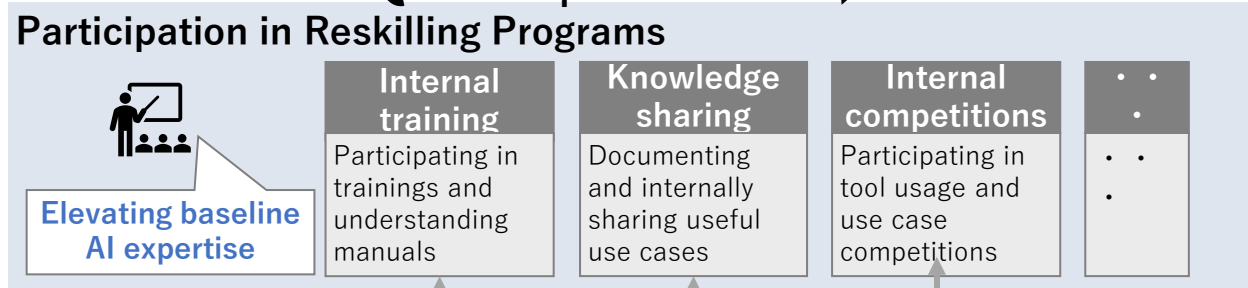 Participation in Reskilling Programs
Internal
training
Knowledge
sharing
Internal
competitions
・ ・
・
Elevating baseline
AI expertise
Participating in
trainings and
understanding
manuals
Documenting
and internally
sharing useful
use cases
Participating in
tool usage and
use case
competitions
・ ・
・